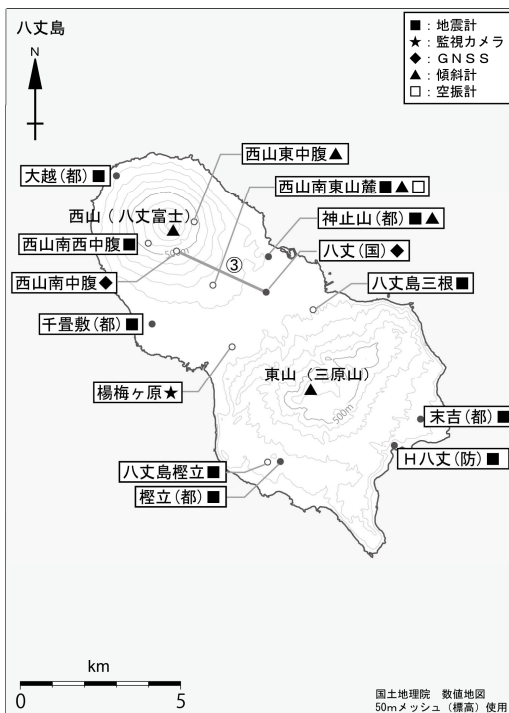 八丈島
N
■:地震計
★:監視カメラ
◆:GNSS
▲:傾斜計
□:空振計
西山東中腹▲
大越(都)■
西山南東山麓■▲□
西山(八丈富士)
神止山(都)■▲
西山南西中腹■
八丈(国)◆
500m
③
西山南中腹◆
八丈島三根■
千畳敷(都)■
東山(三原山)
楊梅ヶ原★
500m
末吉(都)■
H八丈(防)■
八丈島樫立■
樫立(都)■
km
0 5
国土地理院 数値地図
50mメッシュ(標高)使用